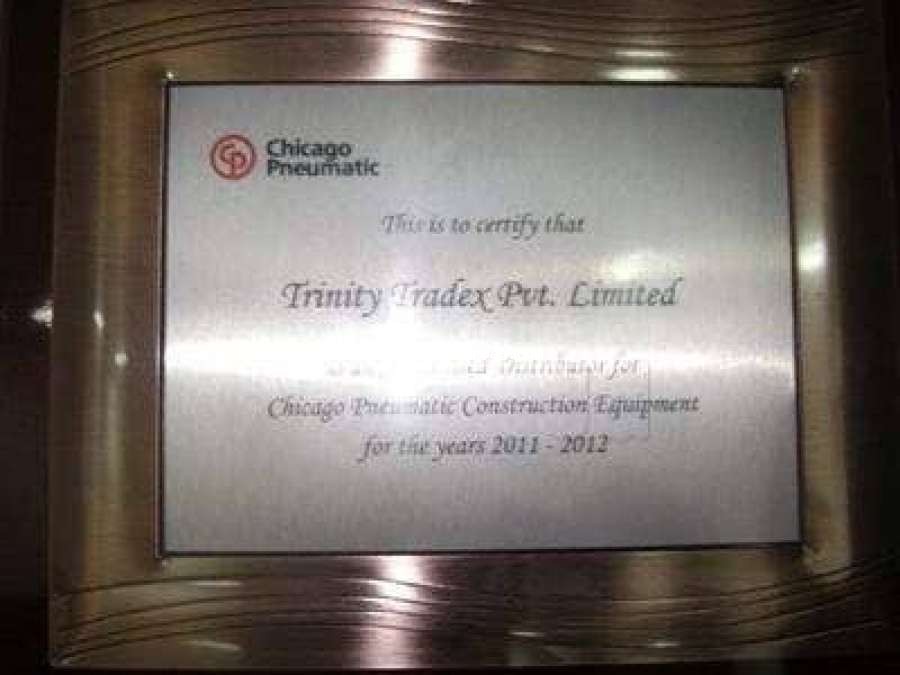 CP Chicago
Pneumatic
This is to certify that
Trinity Tradex Pvt. Limited
Distributor for
Chicago Pneumatic Construction Equipment
for the years 2011 - 2012